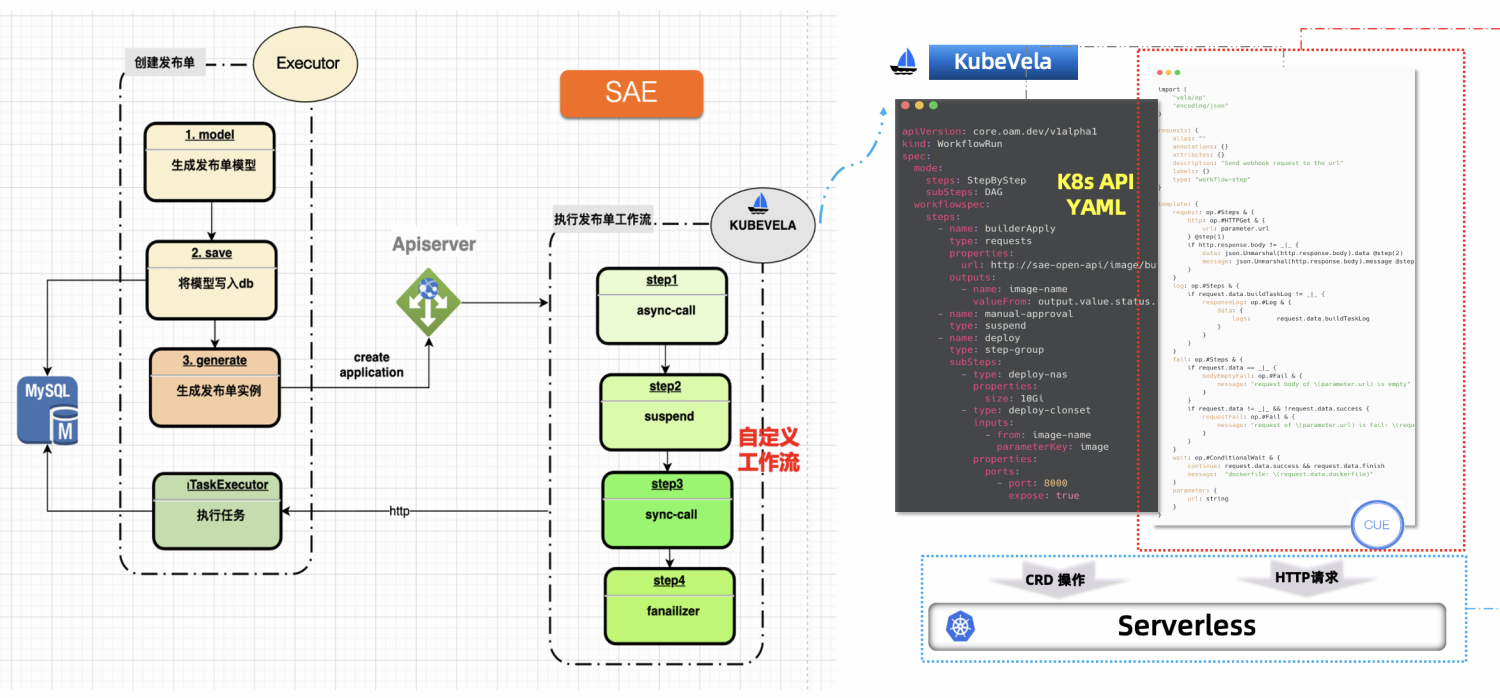 创建发布单
Executor
1. model
生成发布单模型
2. save
将模型写入db
3. generate
生成发布单实例
MySQL
M
TaskExecutor
执行任务
create
application
http
Apiserver
SAE
执行发布单工作流
KUBEVELA
step1
async-call
step2
suspend
step3
sync-call
step4
fanailizer
自定义
工作流
KubeVela
apiVersion: core.oam.dev/v1alpha1
kind: WorkflowRun
spec:
mode:
steps: StepByStep
subSteps: DAG
workflowspec:
steps:
- name: builderApply
type: requests
properties:
url: http://sae-open-api/image/bu
outputs:
- name: image-name
valueFrom: output.value.status.
- name: manual-approval
type: suspend
- name: deploy
type: step-group
subSteps:
- type: deploy-nas
properties:
size: 10Gi
- type: deploy-clonset
inputs:
- from: image-name
parameterKey: image
properties:
ports:
- port: 8000
expose: true
K8s API
YAML
import (
"vela/op"
"encoding/json"
)
requests: {
alias: ""
annotations: {}
attributes: {}
description: "Send webhook request to the url"
labels: {}
type: "workflow-step"
}
template: {
request: op.#Steps & {
http: op.#HTTPGet & {
url: parameter.url
} @step(1)
if http.response.body != _|_ {
data: json.Unmarshal(http.response.body).data @step(2)
message: json.Unmarshal(http.response.body).message @step
}
}
log: op.#Steps & {
if request.data.buildTaskLog != _|_ {
responseLog: op.#Log & {
data: {
logs: request.data.buildTaskLog
}
}
}
}
fail: op.#Steps & {
if request.data == _|_ {
bodyEmptyFail: op.#Fail & {
message: "request body of \(parameter.url) is empty"
}
}
if request.data != _|_ && !request.data.success {
requestFail: op.#Fail & {
message: "request of \(parameter.url) is fail: \(reque
}
}
}
wait: op.#ConditionalWait & {
continue: request.data.success && request.data.finish
message: "dockerfile: \(request.data.dockerfile)"
}
parameter: {
url: string
}
}
CUE
CRD 操作
HTTP请求
Serverless